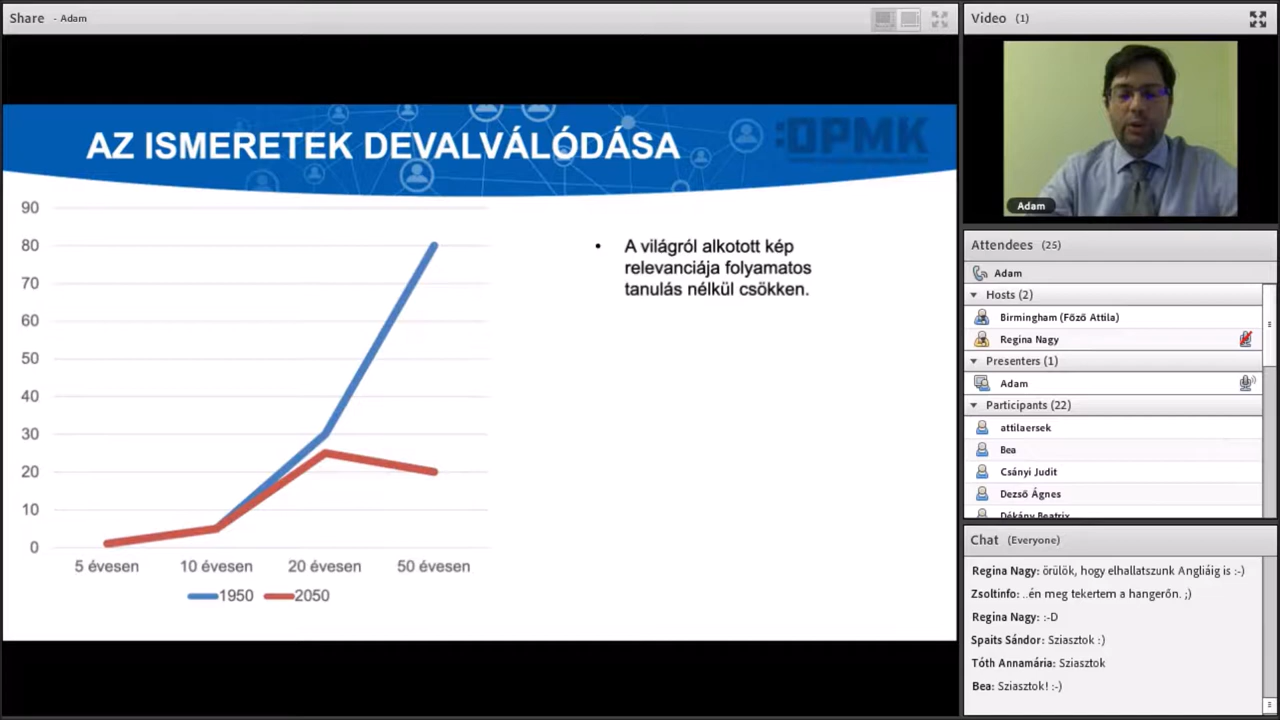 Share - Adam
AZ ISMERETEK DEVALVÁLÓDÁSA
:OPMK
90
80
70
60
50
40
30
20
10
0
5 évesen 10 évesen 20 évesen 50 évesen
1950 2050
• A világról alkotott kép
relevanciája folyamatos
tanulás nélkül csökken.
Video (1)
Adam
Attendees (25)
Adam
Hosts (2)
Birmingham (Főző Attila)
Regina Nagy
Presenters (1)
Adam
Participants (22)
attilaersek
Bea
Csányi Judit
Dezső Ágnes
Dékány Beatrix
Chat (Everyone)
Regina Nagy: örülök, hogy elhallatszunk Angliáig is :-)
Zsoltinfo: ..én meg tekertem a hangerőn. ;)
Regina Nagy: :-D
Spaits Sándor: Sziasztok :)
Tóth Annamária: Sziasztok
Bea: Sziasztok! :-)